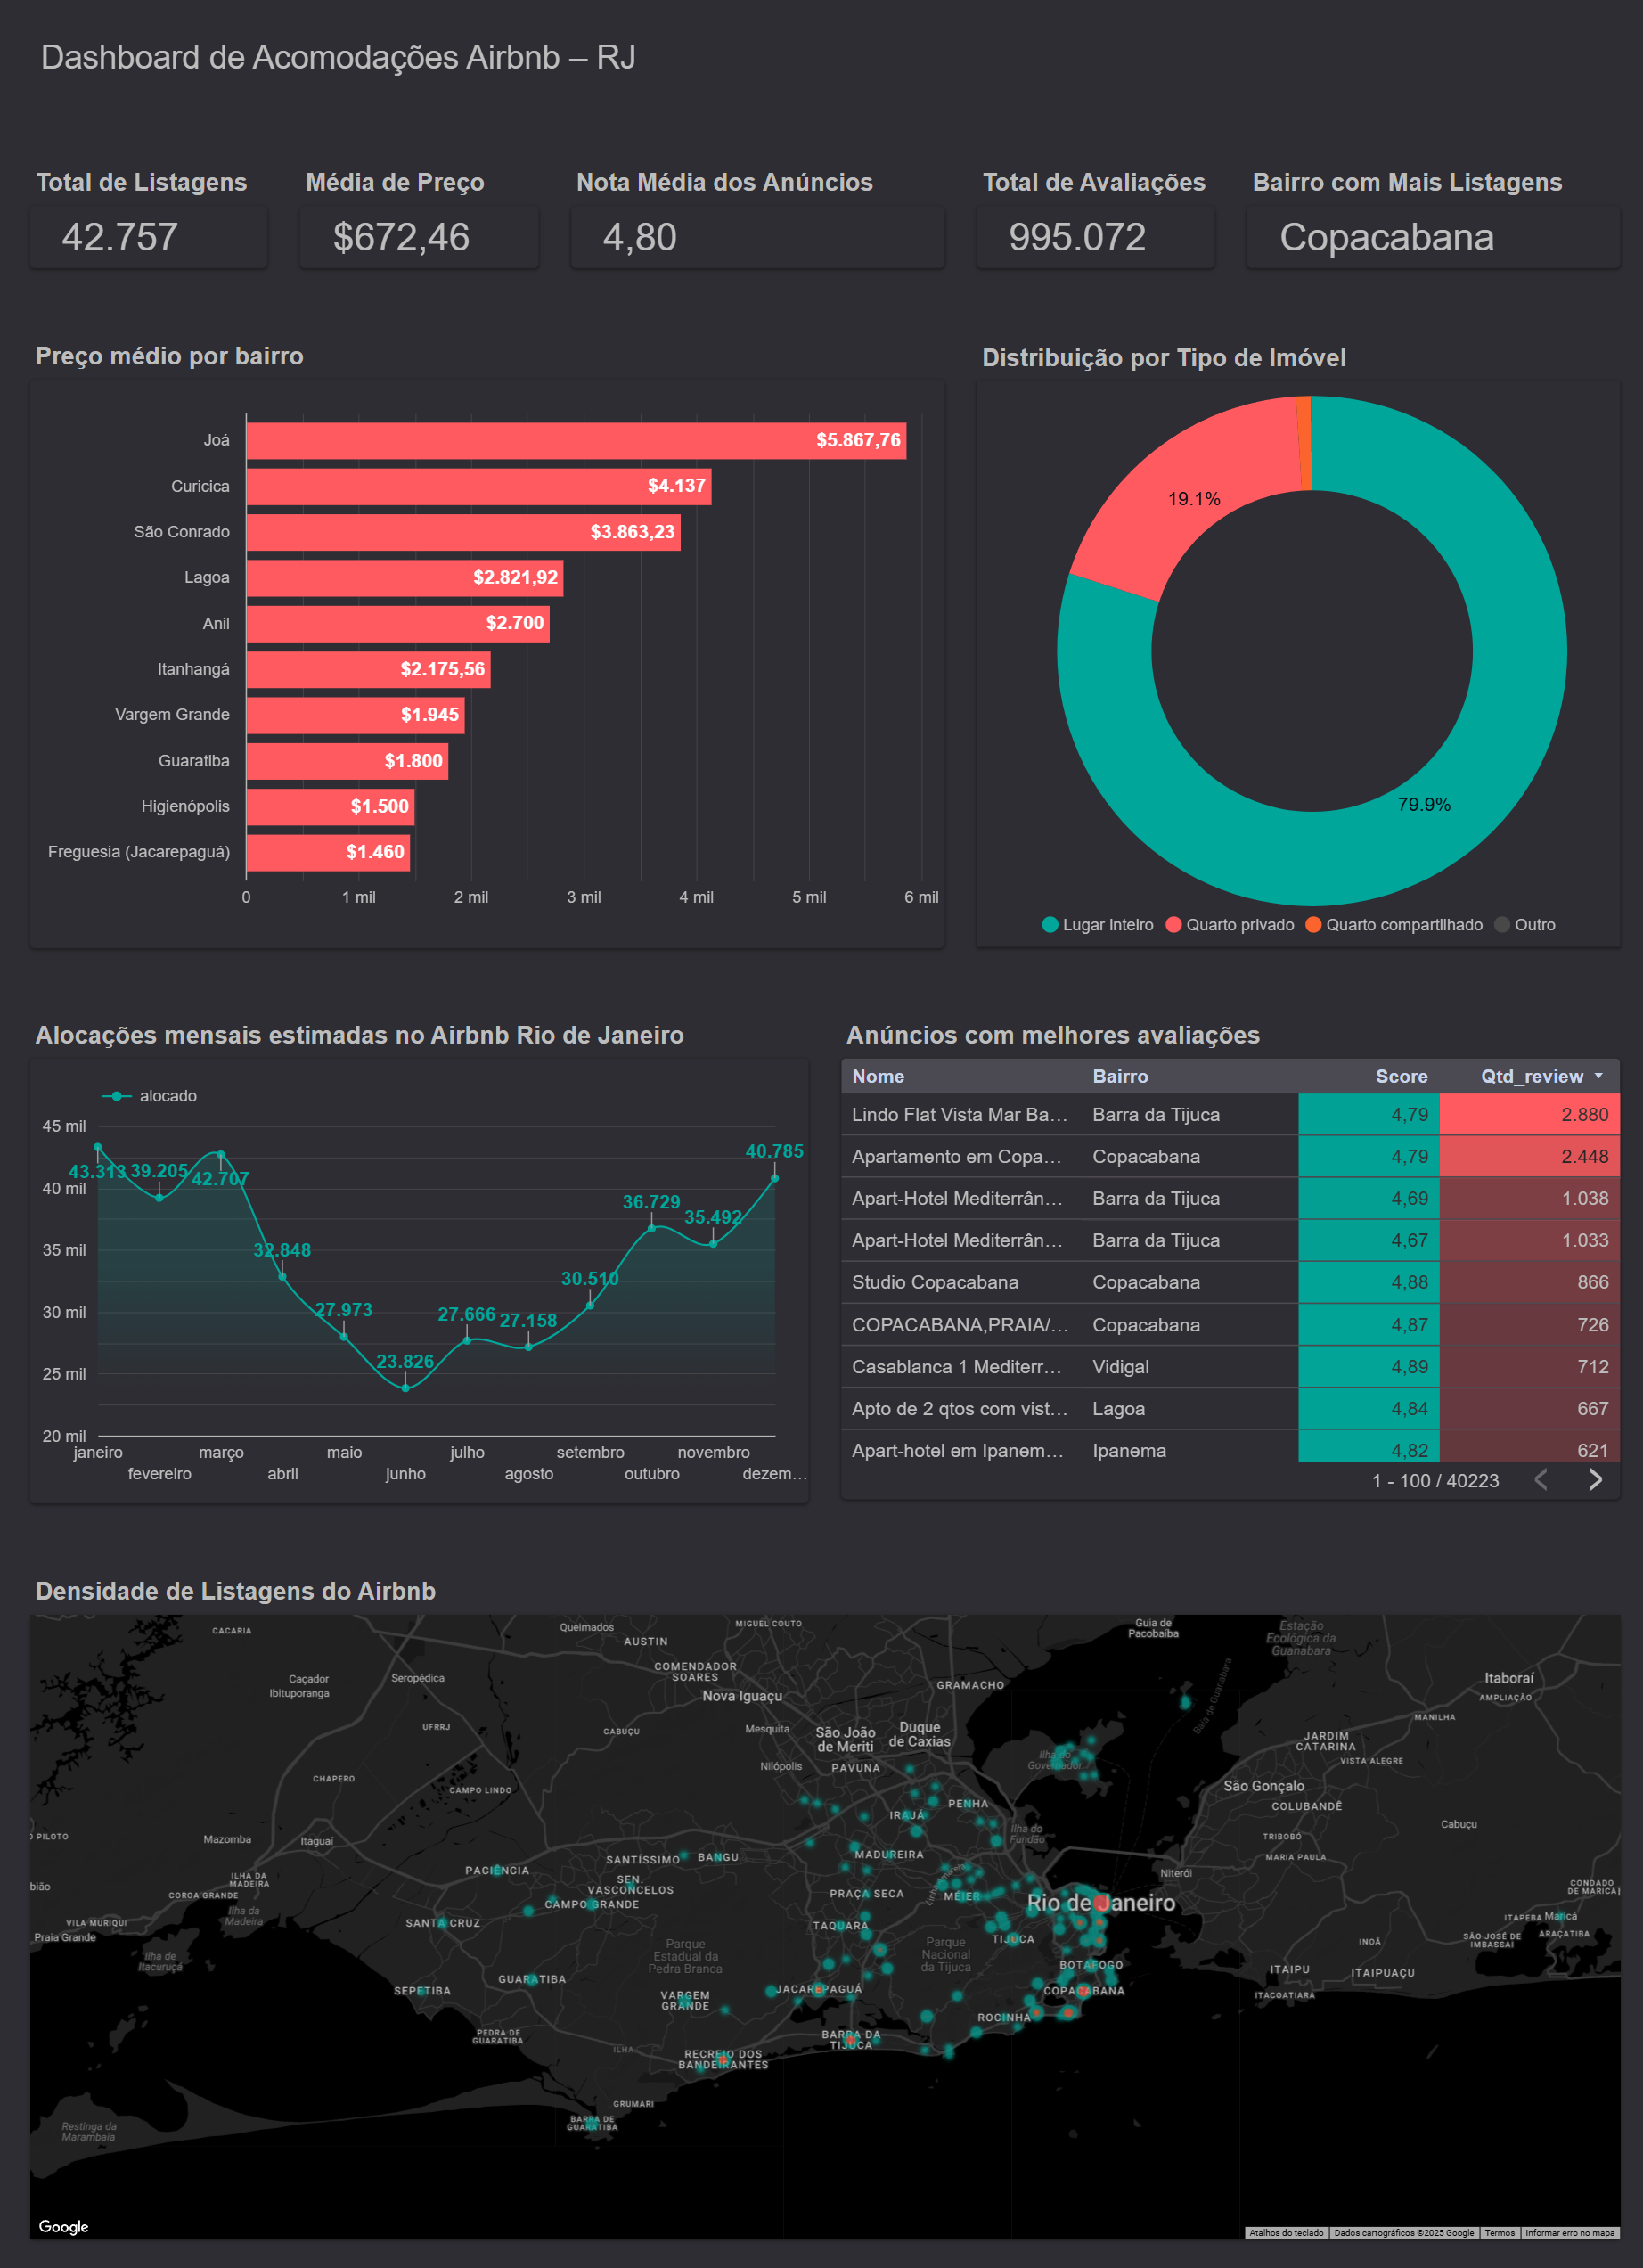 Dashboard de Acomodações Airbnb – RJ
Total de Listagens
42.757
Média de Preço
$672,46
Nota Média dos Anúncios
4,80
Total de Avaliações
995.072
Bairro com Mais Listagens
Copacabana
Preço médio por bairro
Joá $5.867,76
Curicica $4.137
São Conrado $3.863,23
Lagoa $2.821,92
Anil $2.700
Itanhangá $2.175,56
Vargem Grande $1.945
Guaratiba $1.800
Higienópolis $1.500
Freguesia (Jacarepaguá) $1.460
0 1 mil 2 mil 3 mil 4 mil 5 mil 6 mil
Distribuição por Tipo de Imóvel
19.1%
79.9%
Lugar inteiro Quarto privado Quarto compartilhado Outro
Alocações mensais estimadas no Airbnb Rio de Janeiro
alocado
45 mil
40 mil
35 mil
30 mil
25 mil
20 mil
43.313 39.205 42.707 32.848 27.973 23.826 27.666 27.158 30.510 36.729 35.492 40.785
janeiro março maio julho setembro novembro
fevereiro abril junho agosto outubro dezem...
Anúncios com melhores avaliações
Nome Bairro Score Qtd_review
Lindo Flat Vista Mar Ba... Barra da Tijuca 4,79 2.880
Apartamento em Copa... Copacabana 4,79 2.448
Apart-Hotel Mediterrân... Barra da Tijuca 4,69 1.038
Apart-Hotel Mediterrân... Barra da Tijuca 4,67 1.033
Studio Copacabana Copacabana 4,88 866
COPACABANA,PRAIA/... Copacabana 4,87 726
Casablanca 1 Mediterr... Vidigal 4,89 712
Apto de 2 qtos com vist... Lagoa 4,84 667
Apart-hotel em Ipanem... Ipanema 4,82 621
1 - 100 / 40223
Densidade de Listagens do Airbnb
CACARIA
Queimados
MIGUEL COUTO
AUSTIN
Guia de
Pacobaíba
Estação
Ecológica da
Guanabara
Caçador
Ibituporanga
Seropédica
COMENDADOR
SOARES
Nova Iguaçu
GRAMACHO
Baia de Guanabara
Itaboraí
AMPLIAÇÃO
MANILHA
UFRRJ
CABUÇU
Mesquita
São João
de Meriti
Duque
de Caxias
JARDIM
CATARINA
VISTA ALEGRE
Nilópolis
PAVUNA
Ilha do
Governador
CHAPERO
CAMPO LINDO
São Gonçalo
COLUBANDÊ
IRAJÁ
PENHA
Ilha do
Fundão
Cabuçu
O PILOTO
Mazomba
Itaguaí
TRIBOBÓ
MARIA PAULA
SANTÍSSIMO
BANGU
MADUREIRA
PACIÊNCIA
Niterói
ILHA DA
MADEIRA
bião
COROA GRANDE
SEN.
VASCONCELOS
PRAÇA SECA
MÉIER
Linha Amarela
CONDADO
DE MARICÁ
CAMPO GRANDE
Rio de Janeiro
Ilha da
Madeira
VILA MURIQUI
SANTA CRUZ
TAQUARA
ITAPEBA Maricá
ARAÇATIBA
Praia Grande
TIJUCA
SÃO JOSÉ DE
IMBASSAI
INOÃ
Ilha de
Itacuruçá
Parque
Estadual da
Pedra Branca
Parque
Nacional
da Tijuca
BOTAFOGO
ITAIPU
ITAIPUAÇU
GUARATIBA
SEPETIBA
JACAREPAGUÁ
COPACABANA
ITACOATIARA
VARGEM
GRANDE
ROCINHA
PEDRA DE
GUARATIBA
BARRA DA
TIJUCA
ILHA
RECREIO DOS
BANDEIRANTES
GRUMARI
BARRA DE
GUARATIBA
Restinga da
Marambaia
Google
Atalhos do teclado Dados cartográficos ©2025 Google Termos Informar erro no mapa